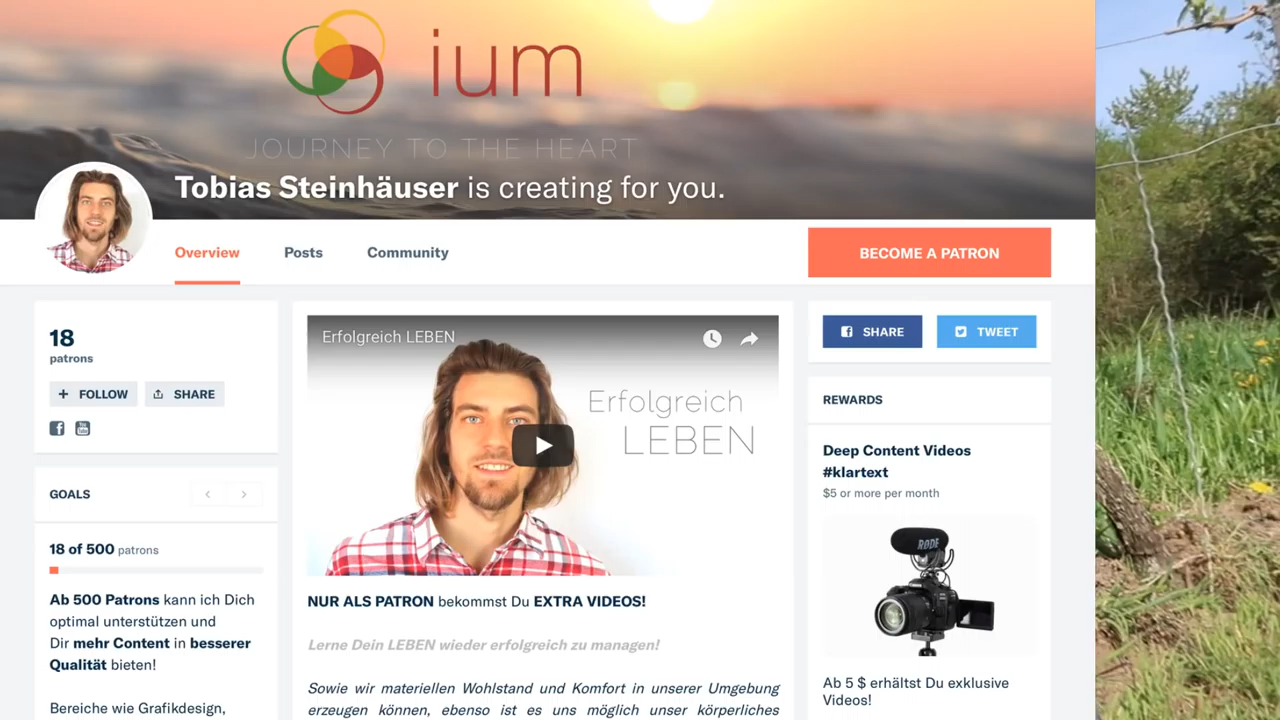 ium
JOURNEY TO THE HEART
Tobias Steinhäuser is creating for you.
Overview
Posts
Community
BECOME A PATRON
18
patrons
FOLLOW
SHARE
You
Tube
GOALS
18 of 500 patrons
Ab 500 Patrons kann ich Dich
optimal unterstützen und
Dir mehr Content in besserer
Qualität bieten!
Bereiche wie Grafikdesign,
Erfolgreich LEBEN
Erfolgreich
LEBEN
NUR ALS PATRON bekommst Du EXTRA VIDEOS!
Lerne Dein LEBEN wieder erfolgreich zu managen!
Sowie wir materiellen Wohlstand und Komfort in unserer Umgebung
erzeugen können, ebenso ist es uns möglich unser körperliches
SHARE
TWEET
REWARDS
Deep Content Videos
#klartext
$5 or more per month
RØDE
Ab 5 $ erhältst Du exklusive
Videos!